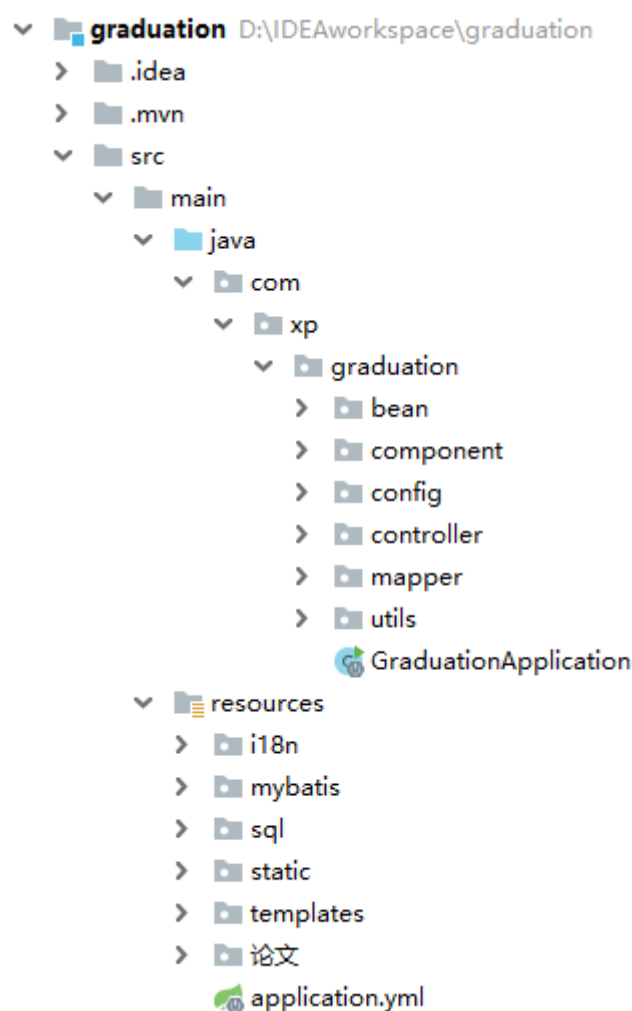 graduation D:\IDEAworkspace\graduation
.idea
.mvn
src
main
java
com
xp
graduation
bean
component
config
controller
mapper
utils
GraduationApplication
resources
i18n
mybatis
sql
static
templates
论文
application.yml